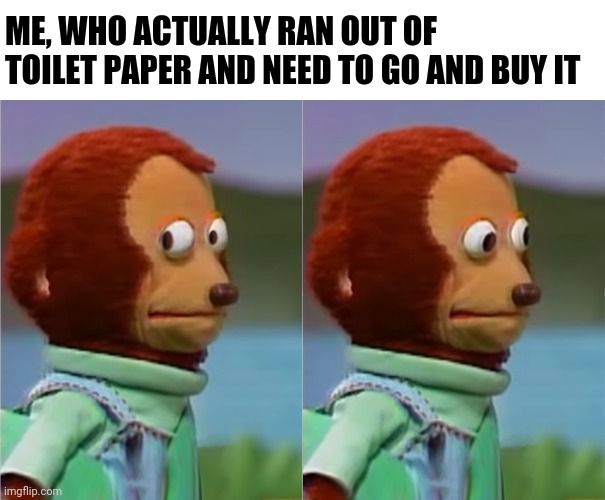 ME, WHO ACTUALLY RAN OUT OF
TOILET PAPER AND NEED TO GO AND BUY IT
imgflip.com